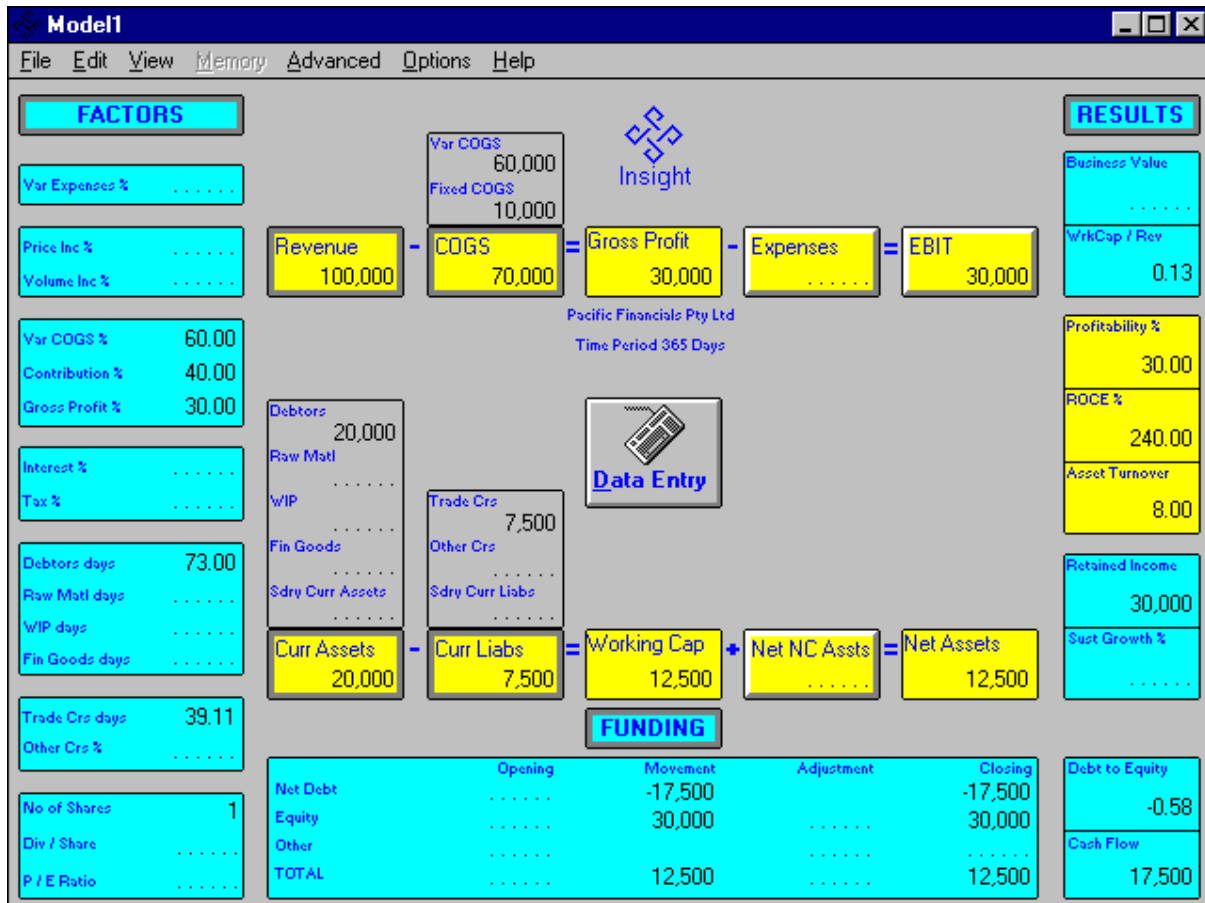 Model1
File Edit View Memory Advanced Options Help
FACTORS
Var Expenses % . . . . . .
Price Inc % . . . . . .
Volume Inc % . . . . . .
Var COGS % 60.00
Contribution % 40.00
Gross Profit % 30.00
Interest % . . . . . .
Tax % . . . . . .
Debtors days 73.00
Raw Matl days . . . . . .
WIP days . . . . . .
Fin Goods days . . . . . .
Trade Crs days 39.11
Other Crs % . . . . . .
No of Shares 1
Div / Share . . . . . .
P / E Ratio . . . . . .
Var COGS
60,000
Fixed COGS
10,000
Insight
Revenue - COGS = Gross Profit - Expenses = EBIT
100,000 70,000 30,000 . . . . . . 30,000
Pacific Financials Pty Ltd
Time Period 365 Days
Debtors
20,000
Raw Matl
. . . . . .
WIP
. . . . . .
Fin Goods
. . . . . .
Sdry Curr Assets
. . . . . .
Trade Crs
7,500
Other Crs
. . . . . .
Sdry Curr Liabs
. . . . . .
Data Entry
Curr Assets - Curr Liabs = Working Cap + Net NC Assts = Net Assets
20,000 7,500 12,500 . . . . . . 12,500
FUNDING
Opening Movement Adjustment Closing
Net Debt . . . . . . -17,500 -17,500
Equity . . . . . . 30,000 . . . . . . 30,000
Other . . . . . . . . . . . . . . . . . .
TOTAL . . . . . . 12,500 . . . . . . 12,500
RESULTS
Business Value
. . . . . .
WrkCap / Rev
0.13
Profitability %
30.00
ROCE %
240.00
Asset Turnover
8.00
Retained Income
30,000
Sust Growth %
. . . . . .
Debt to Equity
-0.58
Cash Flow
17,500